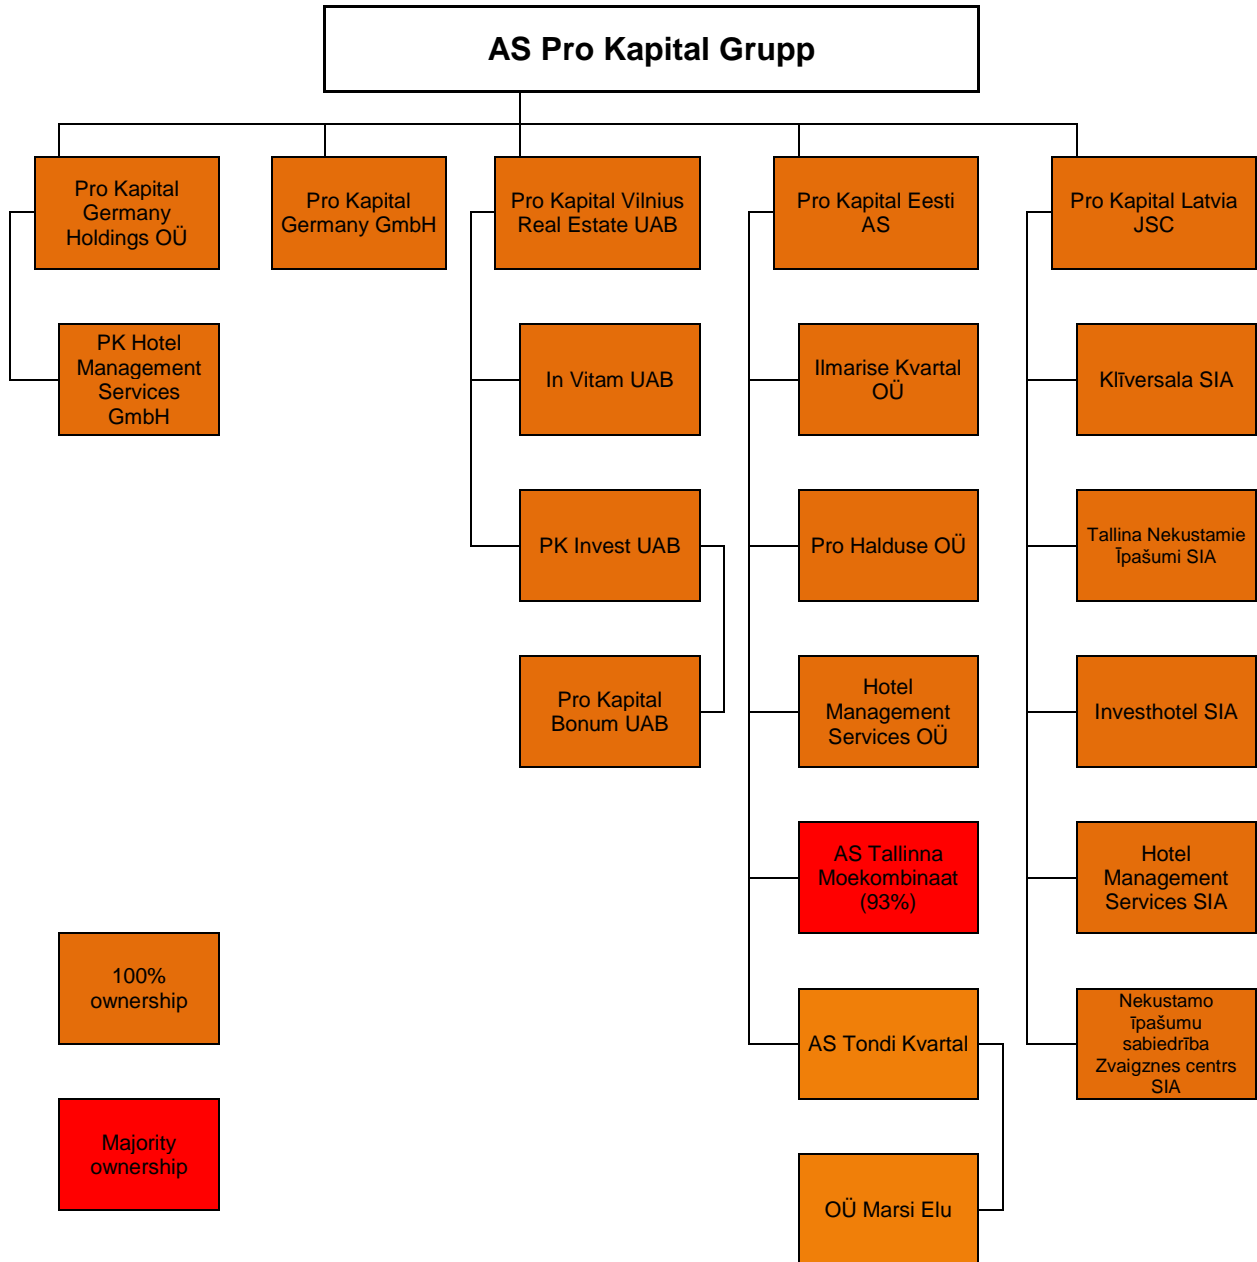 AS Pro Kapital Grupp
Pro Kapital
Germany
Holdings OÜ
Pro Kapital
Germany GmbH
Pro Kapital Vilnius
Real Estate UAB
Pro Kapital Eesti
AS
Pro Kapital Latvia
JSC
PK Hotel
Management
Services
GmbH
In Vitam UAB
Ilmarise Kvartal
OÜ
Klīversala SIA
PK Invest UAB
Pro Halduse OÜ
Tallina Nekustamie
Īpašumi SIA
Pro Kapital
Bonum UAB
Hotel
Management
Services OÜ
Investhotel SIA
AS Tallinna
Moekombinaat
(93%)
Hotel
Management
Services SIA
100%
ownership
AS Tondi Kvartal
Nekustamo
īpašumu
sabiedrība
Zvaigznes centrs
SIA
Majority
ownership
OÜ Marsi Elu